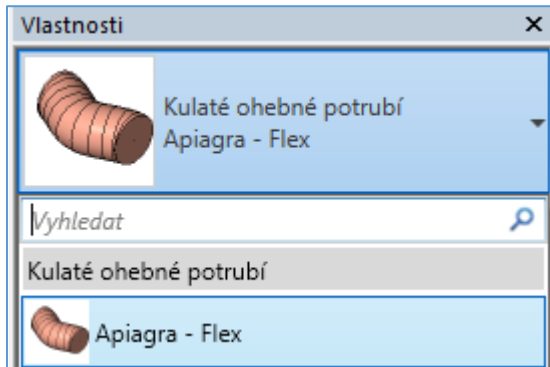 Vlastnosti
Kulaté ohebné potrubí
Apiagra - Flex
Vyhledat
Kulaté ohebné potrubí
Apiagra - Flex